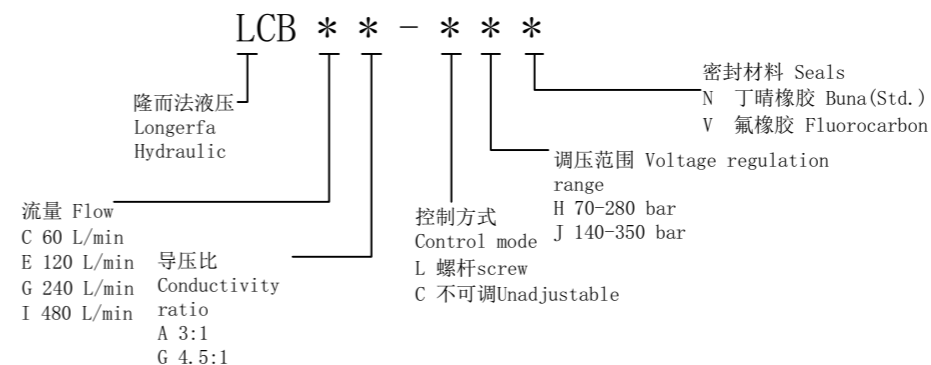 LCB * * - * * *
密封材料 Seals
N 丁晴橡胶 Buna(Std.)
V 氟橡胶 Fluorocarbon
隆而法液压
Longerfa
Hydraulic
调压范围 Voltage regulation
range
H 70-280 bar
J 140-350 bar
流量 Flow
C 60 L/min
E 120 L/min
G 240 L/min
I 480 L/min
导压比
Conductivity
ratio
A 3:1
G 4.5:1
控制方式
Control mode
L 螺杆screw
C 不可调Unadjustable